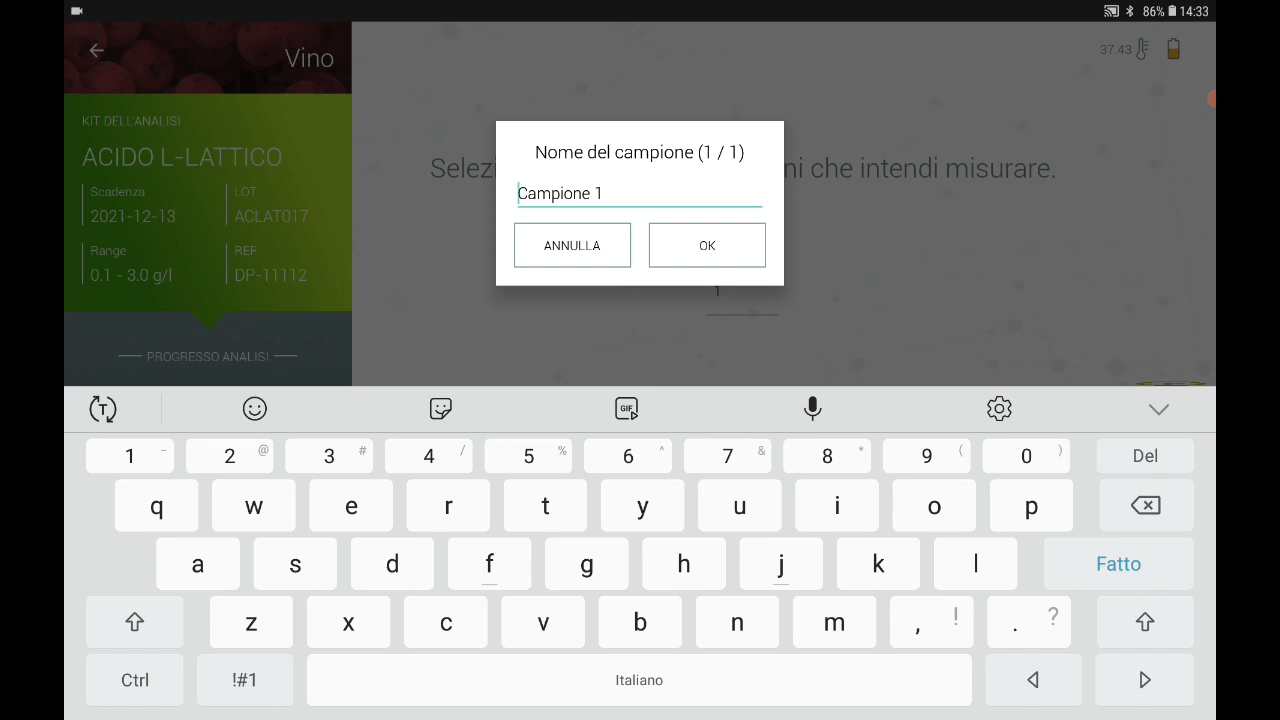 86% 14:33
Vino
37.43
KIT DELL'ANALISI
ACIDO L-LATTICO
Scadenza LOT
2021-12-13 ACLAT017
Range REF
0.1 - 3.0 g/l DP-11112
PROGRESSO ANALISI
che intendi misurare.
1
Nome del campione (1 / 1)
Campione 1
ANNULLA OK
T GIF
1 - 2 @ 3 # 4 / 5 % 6 ^ 7 & 8 * 9 ( 0 ) Del
q w e r t y u i o p
a s d f g h j k l Fatto
z x c v b n m , ! . ?
Ctrl !#1 Italiano